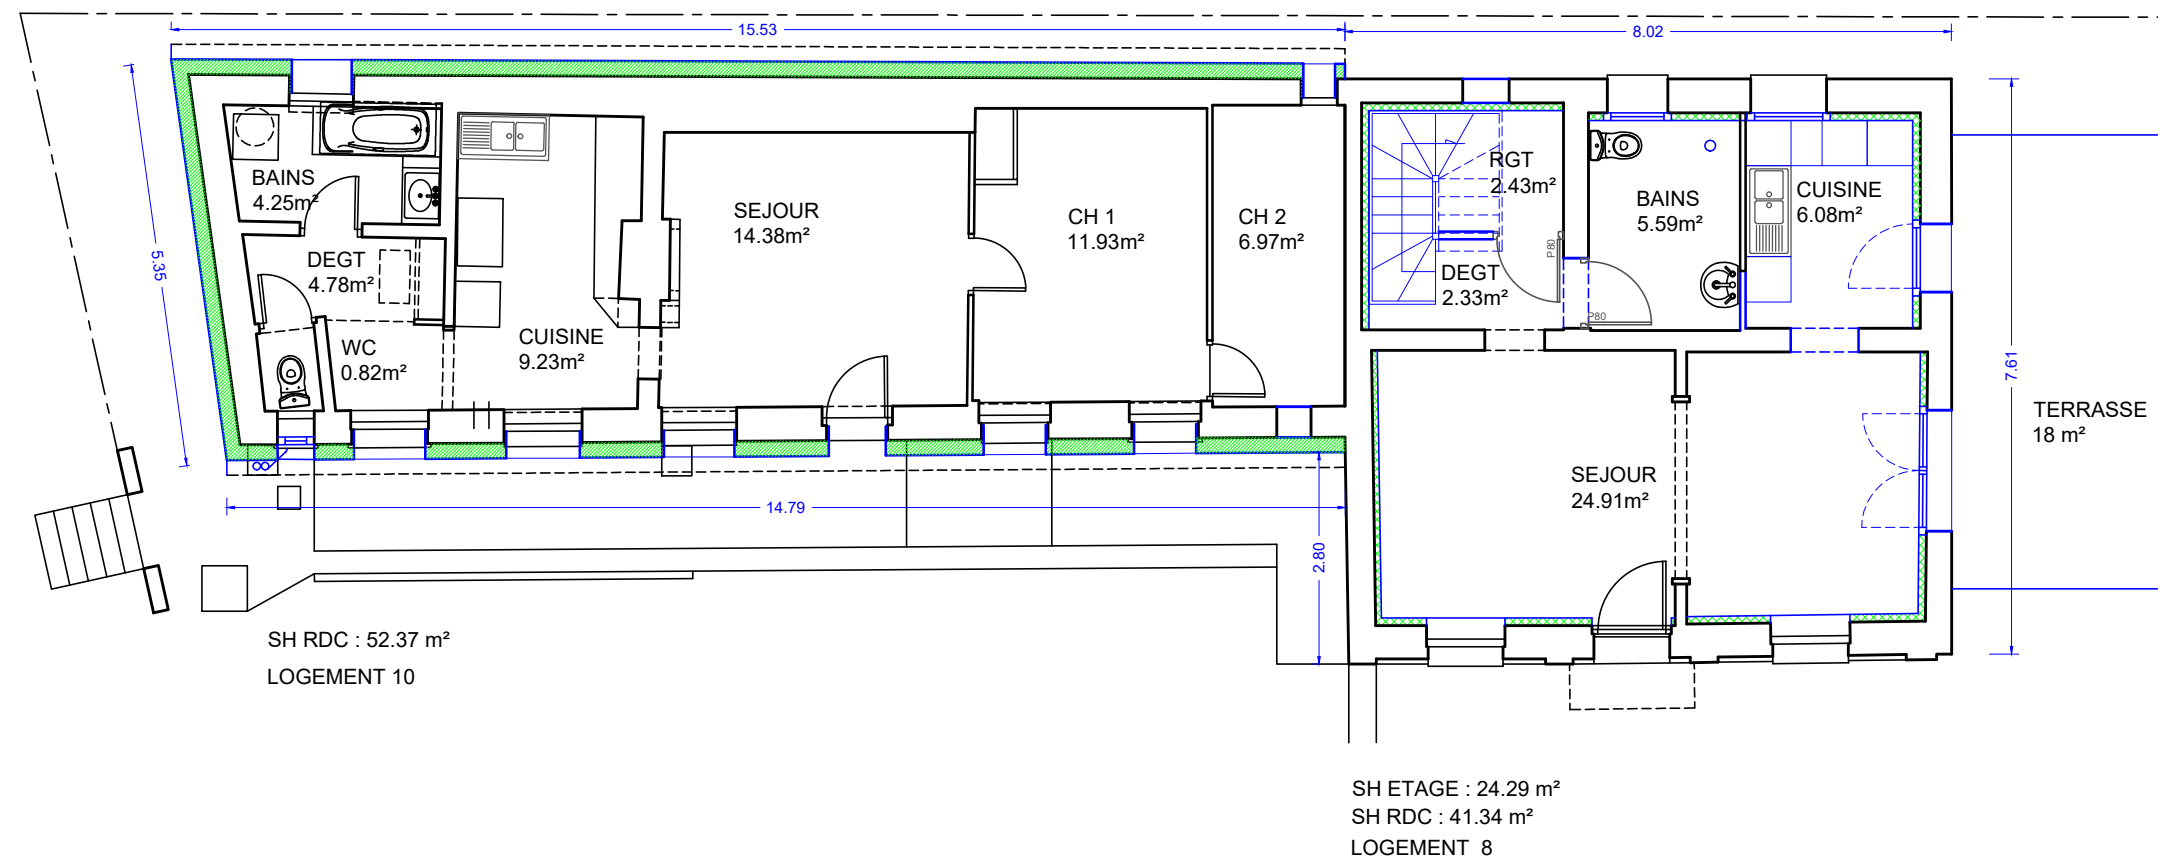 15.53
8.02
5.35
BAINS
4.25m²
DEGT
4.78m²
WC
0.82m²
CUISINE
9.23m²
SEJOUR
14.38m²
CH 1
11.93m²
CH 2
6.97m²
RGT
2.43m²
DEGT
2.33m²
P80
P80
BAINS
5.59m²
CUISINE
6.08m²
7.61
TERRASSE
18 m²
SEJOUR
24.91m²
14.79
2.80
SH RDC : 52.37 m²
LOGEMENT 10
SH ETAGE : 24.29 m²
SH RDC : 41.34 m²
LOGEMENT 8